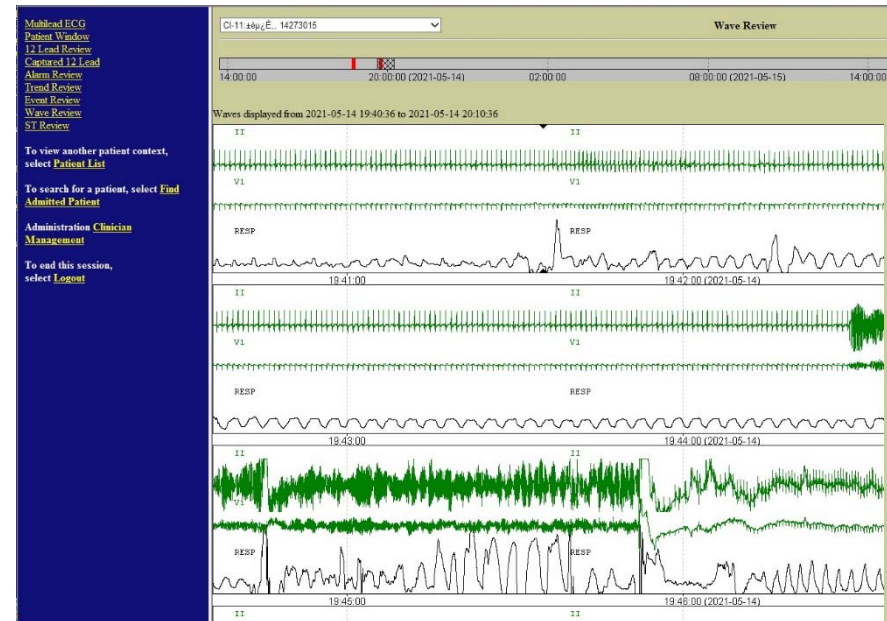 Multilead ECG
Patient Window
12 Lead Review
Captured 12 Lead
Alarm Review
Trend Review
Event Review
Wave Review
ST Review
To view another patient context,
select Patient List
To search for a patient, select Find
Admitted Patient
Administration Clinician
Management
To end this session,
select Logout
CI-11:±èµ¿È,, 14273015
Wave Review
14:00:00 20:00:00 (2021-05-14) 02:00:00 08:00:00 (2021-05-15) 14:00:00
Waves displayed from 2021-05-14 19:40:36 to 2021-05-14 20:10:36
II II
V1 V1
RESP RESP
19:41:00 19:42:00 (2021-05-14)
II II
V1 V1
RESP RESP
19:43:00 19:44:00 (2021-05-14)
II II
V1
RESP RESP
19:45:00 19:46:00 (2021-05-14)
II II